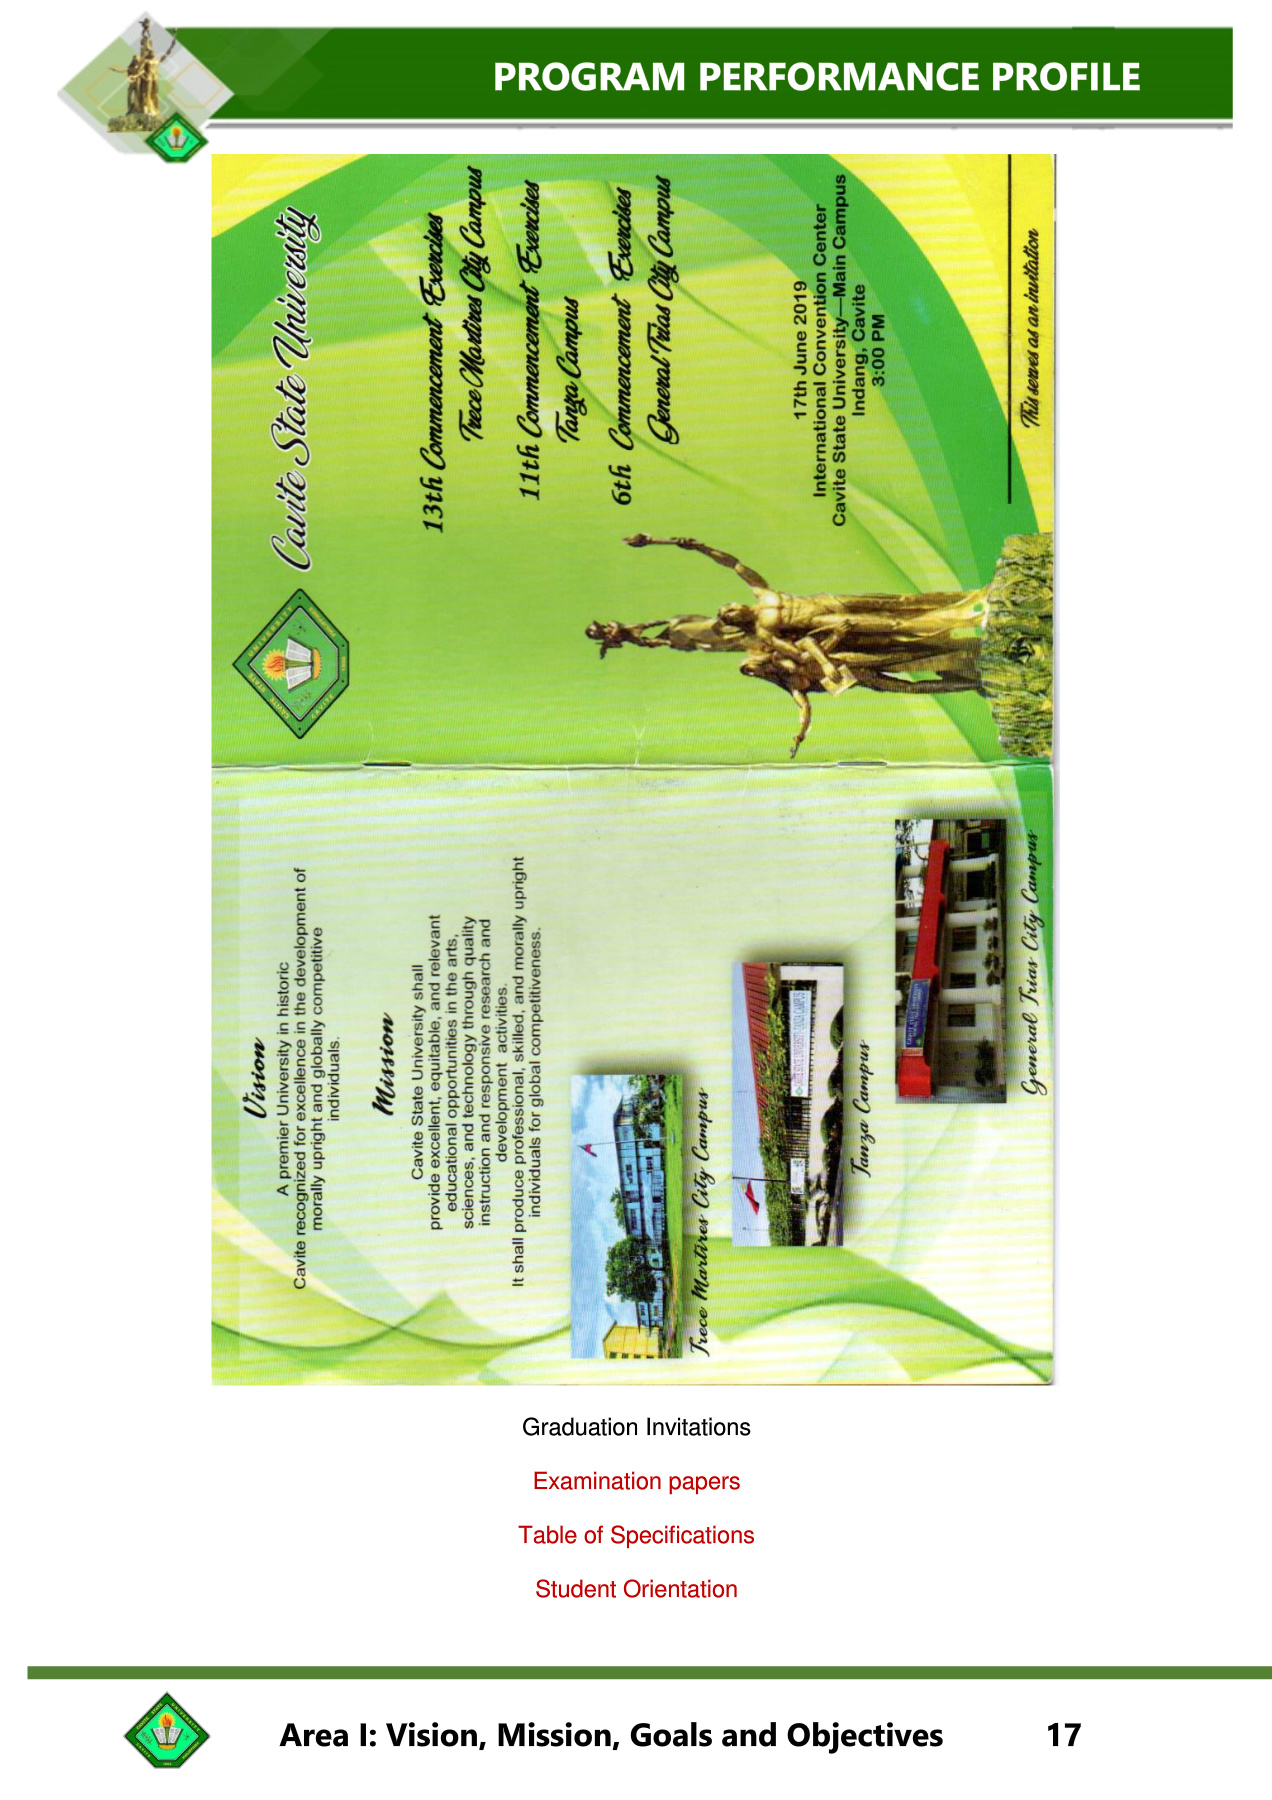 PROGRAM PERFORMANCE PROFILE
Cavite State University
13th Commencement Exercises
Trece Martires City Campus
11th Commencement Exercises
Tanza Campus
6th Commencement Exercises
General Trias City Campus
17th June 2019
International Convention Center
Cavite State University—Main Campus
Indang, Cavite
3:00 PM
This serves as an invitation
Vision
A premier University in historic
Cavite recognized for excellence in the development of
morally upright and globally competitive
individuals.
Mission
Cavite State University shall
provide excellent, equitable, and relevant
educational opportunities in the arts,
sciences, and technology through quality
instruction and responsive research and
development activities.
It shall produce professional, skilled, and morally upright
individuals for global competitiveness.
Trece Martires City Campus
CAVITE STATE UNIVERSITY-TANZA CAMPUS
Tanza Campus
General Trias City Campus
Graduation Invitations
Examination papers
Table of Specifications
Student Orientation
Area I: Vision, Mission, Goals and Objectives 17